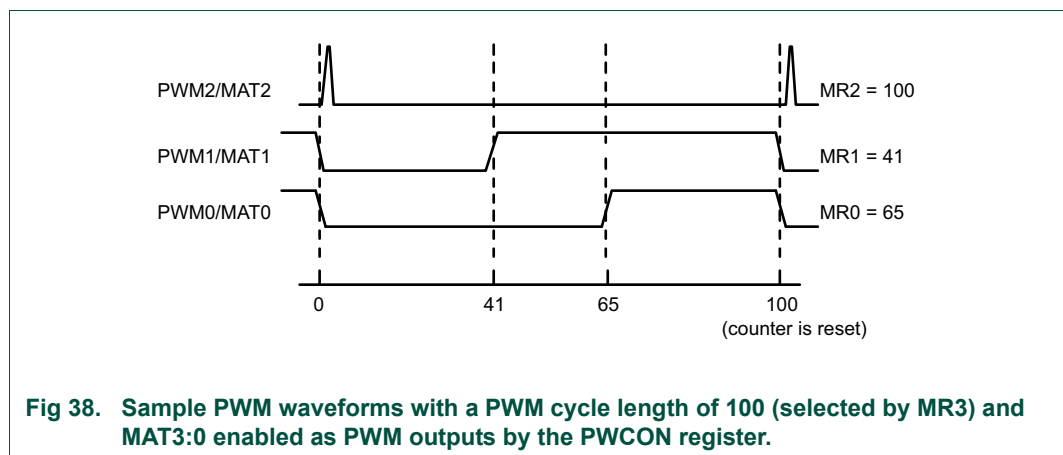 PWM2/MAT2
MR2 = 100
PWM1/MAT1
MR1 = 41
PWM0/MAT0
MR0 = 65
0
41
65
100
(counter is reset)
Fig 38. Sample PWM waveforms with a PWM cycle length of 100 (selected by MR3) and
MAT3:0 enabled as PWM outputs by the PWCON register.